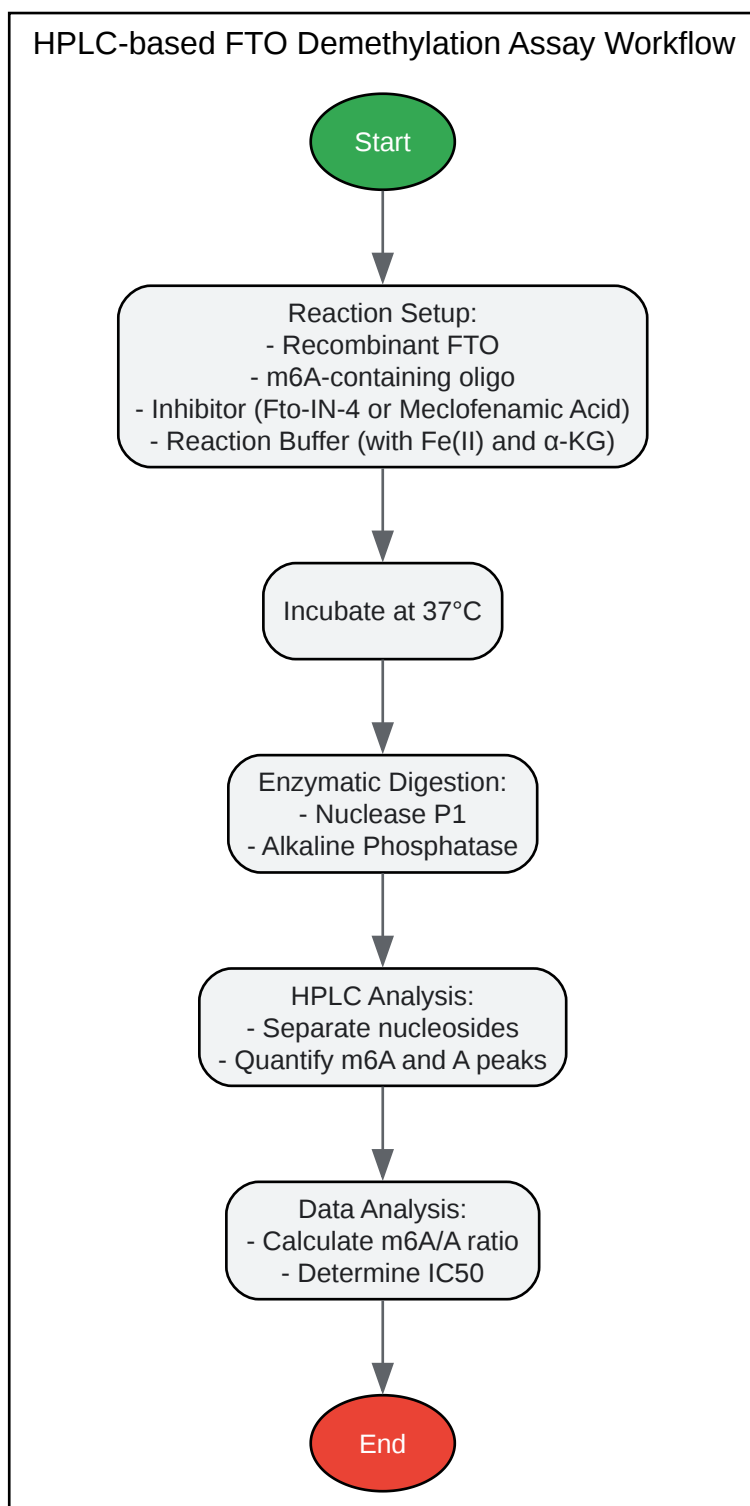 HPLC-based FTO Demethylation Assay Workflow
Start
Reaction Setup:
- Recombinant FTO
- m6A-containing oligo
- Inhibitor (Fto-IN-4 or Meclofenamic Acid)
- Reaction Buffer (with Fe(II) and α-KG)
Incubate at 37°C
Enzymatic Digestion:
- Nuclease P1
- Alkaline Phosphatase
HPLC Analysis:
- Separate nucleosides
- Quantify m6A and A peaks
Data Analysis:
- Calculate m6A/A ratio
- Determine IC50
End